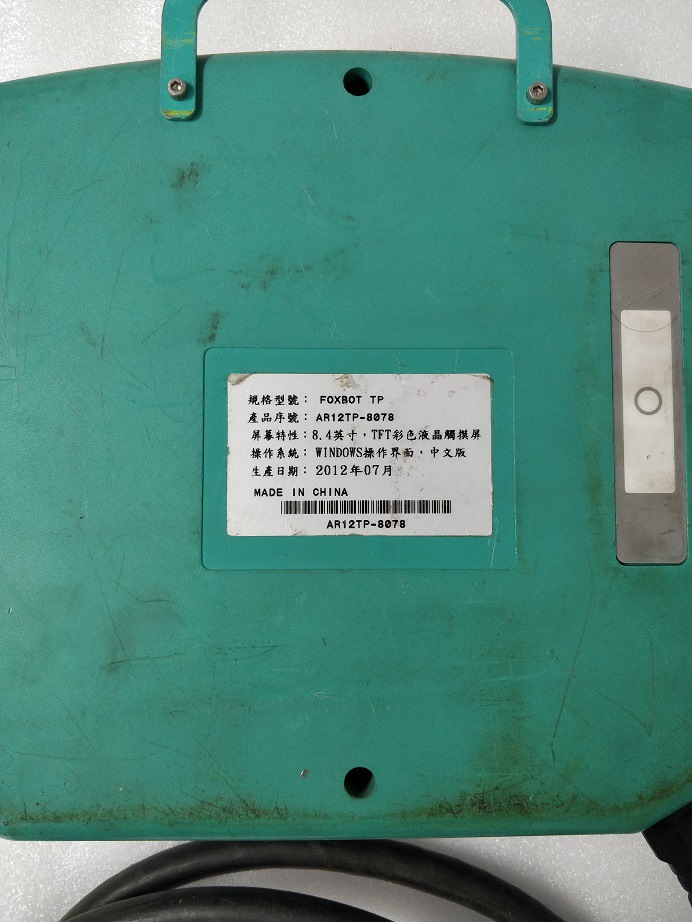 規格型號： FOXBOT TP
產品序號： AR12TP-8078
屏幕特性：8.4英寸，TFT彩色液晶觸摸屏
操作系統：WINDOWS操作界面，中文版
生產日期：2012年07月
MADE IN CHINA
AR12TP-8078